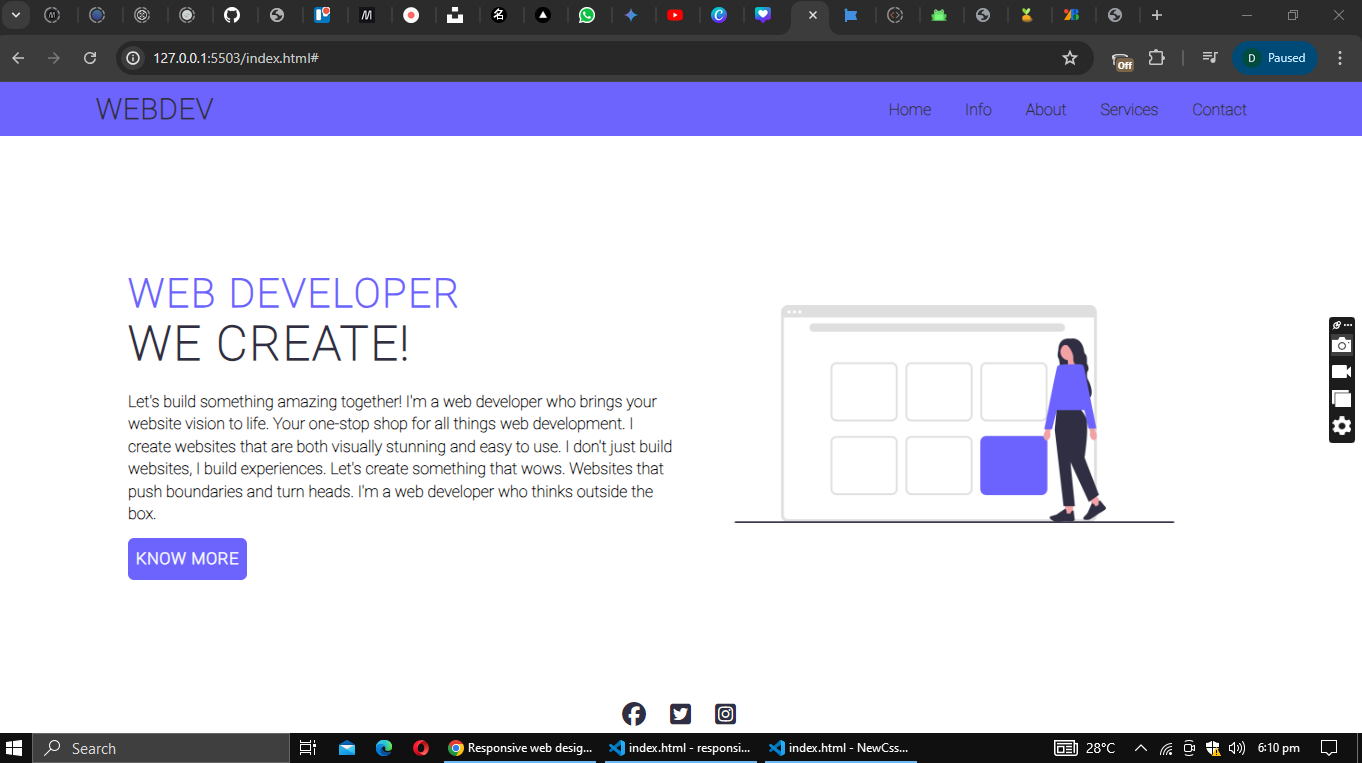 127.0.0.1:5503/index.html#
Off
D Paused
WEBDEV
Home Info About Services Contact
WEB DEVELOPER
WE CREATE!
Let's build something amazing together! I'm a web developer who brings your
website vision to life. Your one-stop shop for all things web development. I
create websites that are both visually stunning and easy to use. I don't just build
websites, I build experiences. Let's create something that wows. Websites that
push boundaries and turn heads. I'm a web developer who thinks outside the
box.
KNOW MORE
Search
Responsive web desig...
index.html - responsi...
index.html - NewCss...
28°C
6:10 pm